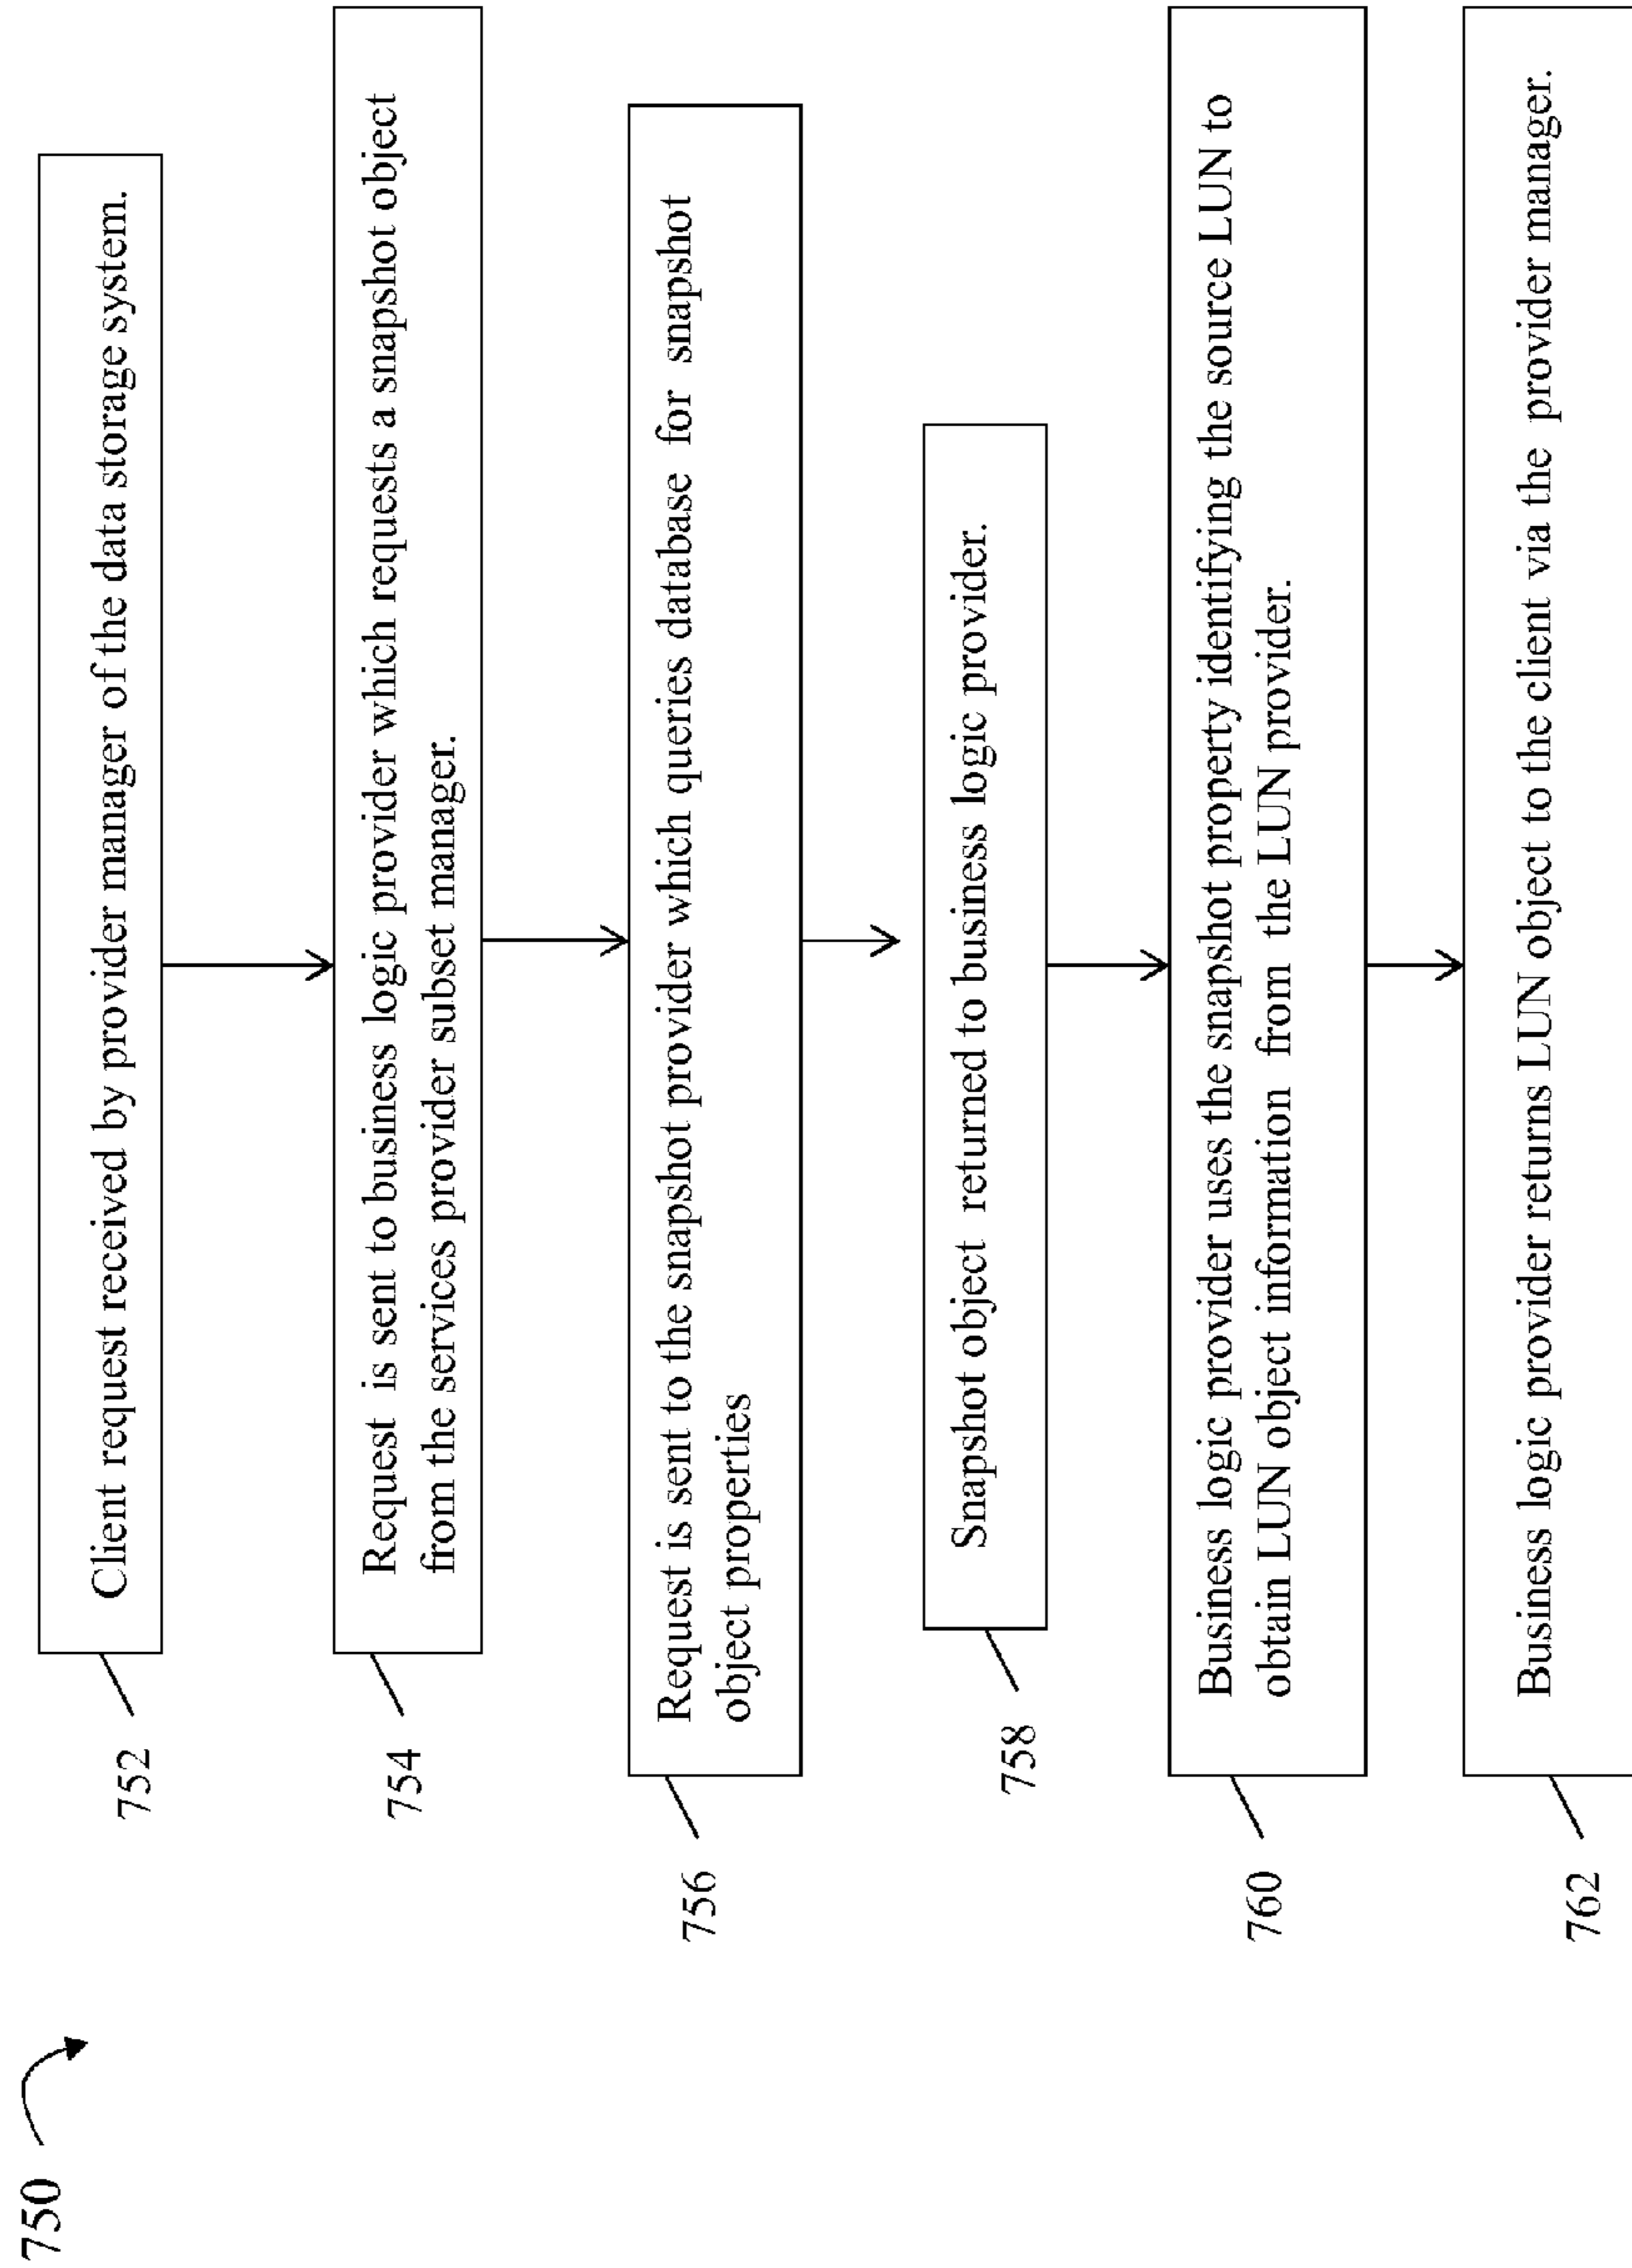 750
752
Client request received by provider manager of the data storage system.
754
Request is sent to business logic provider which requests a snapshot object
from the services provider subset manager.
756
Request is sent to the snapshot provider which queries database for snapshot
object properties
758
Snapshot object returned to business logic provider.
760
Business logic provider uses the snapshot property identifying the source LUN to
obtain LUN object information from the LUN provider.
762
Business logic provider returns LUN object to the client via the provider manager.